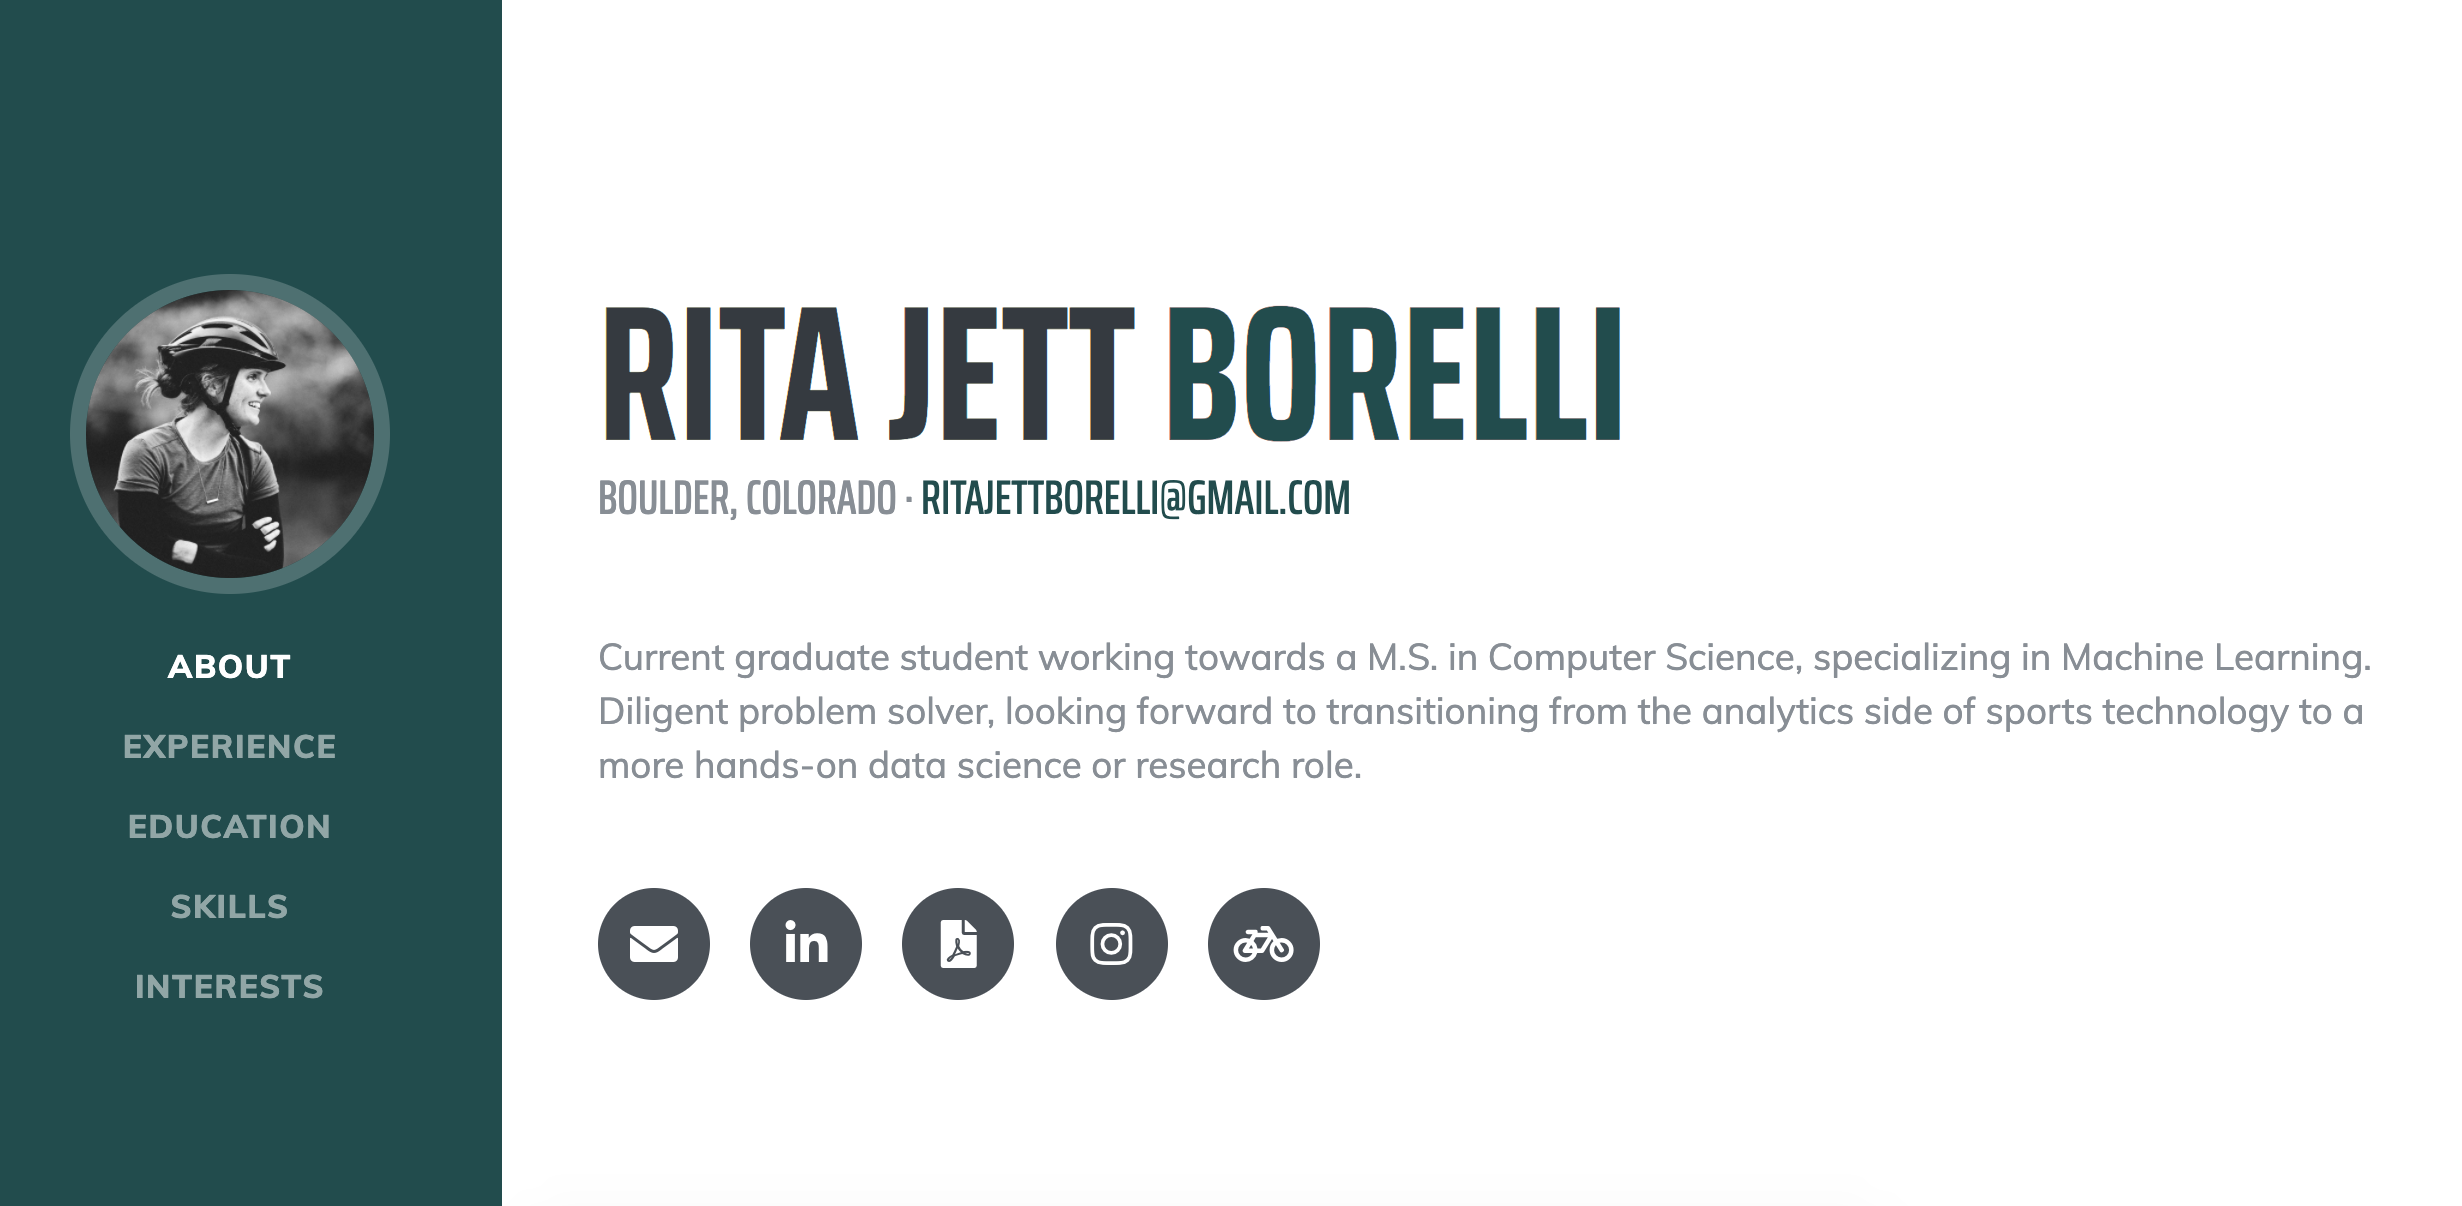 ABOUT
EXPERIENCE
EDUCATION
SKILLS
INTERESTS
RITA JETT BORELLI
BOULDER, COLORADO · RITAJETTBORELLI@GMAIL.COM
Current graduate student working towards a M.S. in Computer Science, specializing in Machine Learning.
Diligent problem solver, looking forward to transitioning from the analytics side of sports technology to a
more hands-on data science or research role.
in